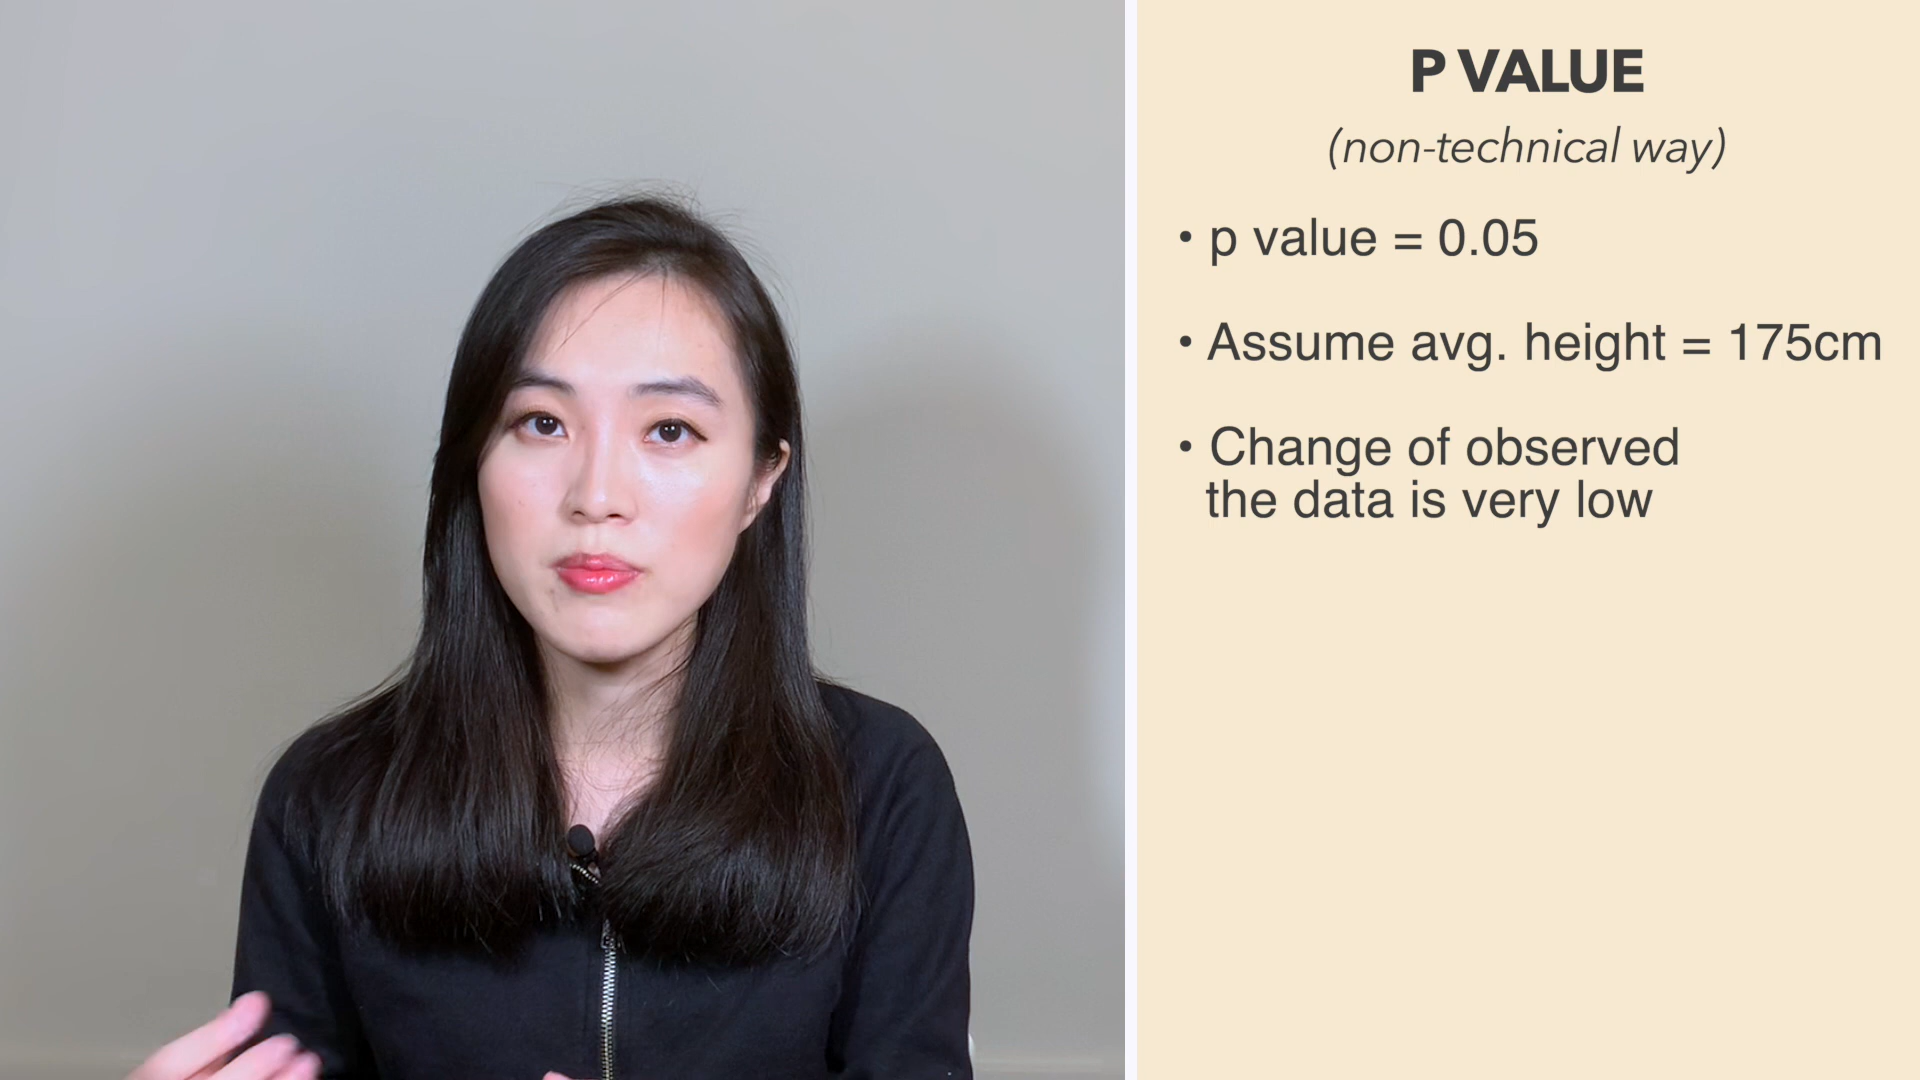 P VALUE
(non-technical way)
• p value = 0.05
• Assume avg. height = 175cm
• Change of observed
the data is very low